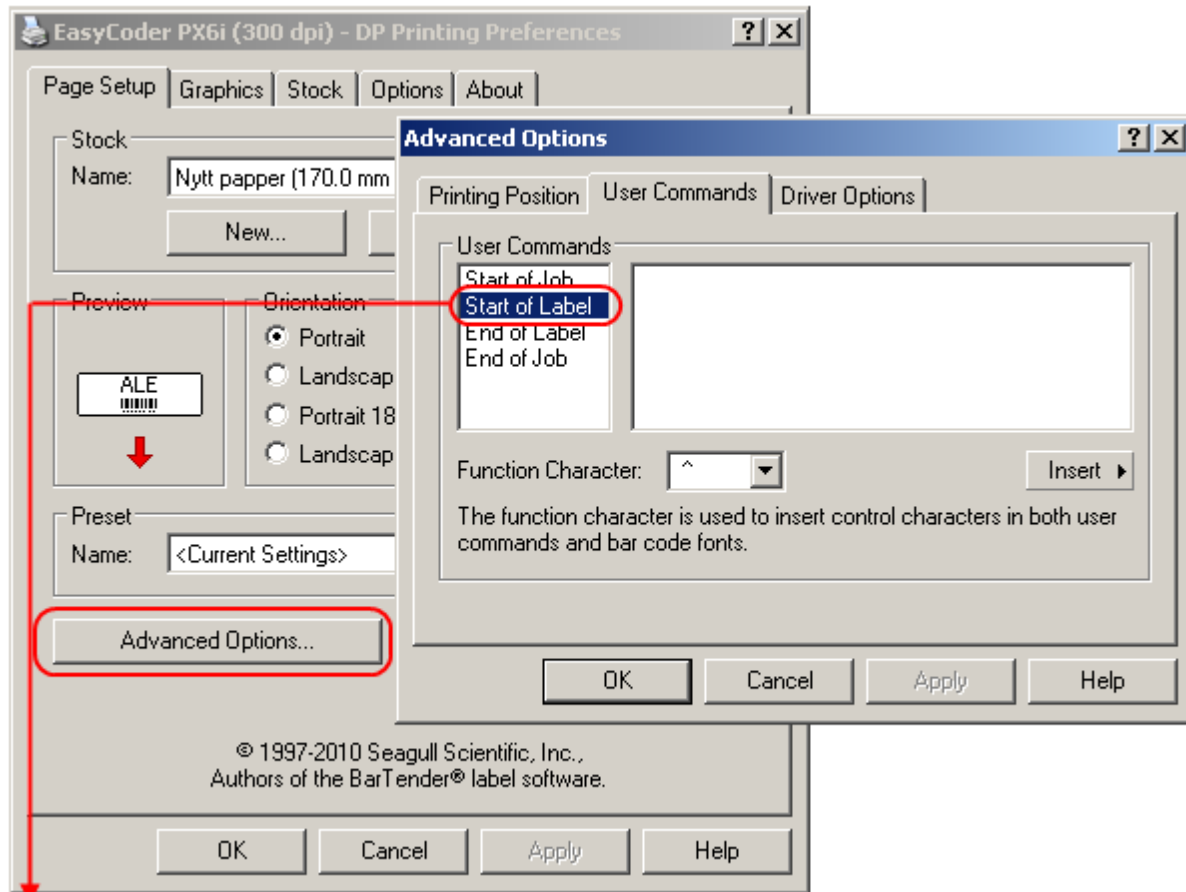 EasyCoder PX6i (300 dpi) - DP Printing Preferences
Page Setup Graphics Stock Options About
Stock
Name: Nytt papper (170.0 mm
New...
Preview
ALE
Orientation
Portrait
Landscap
Portrait 18
Landscap
Preset
Name: <Current Settings>
Advanced Options...
© 1997-2010 Seagull Scientific, Inc.,
Authors of the BarTender® label software.
OK Cancel Apply Help
Advanced Options
Printing Position User Commands Driver Options
User Commands
Start of Job
Start of Label
End of Label
End of Job
Function Character: ^ Insert
The function character is used to insert control characters in both user
commands and bar code fonts.
OK Cancel Apply Help